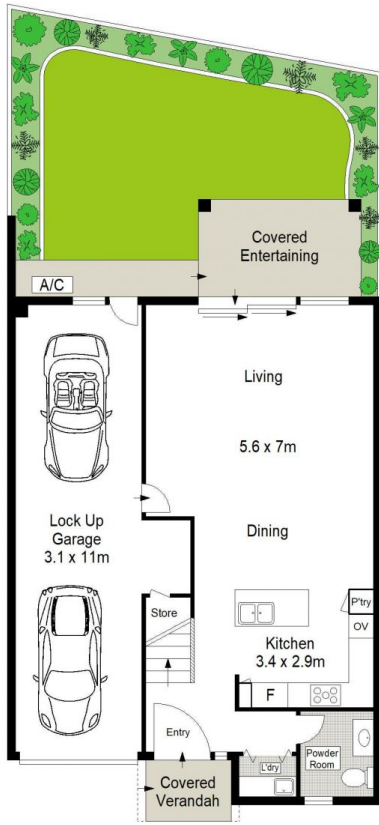 Covered
Entertaining
A/C
Living
5.6 x 7m
Lock Up
Garage
3.1 x 11m
Dining
Store
P'try
OV
Kitchen
3.4 x 2.9m
F
Entry
L'dry
Powder
Room
Covered
Verandah